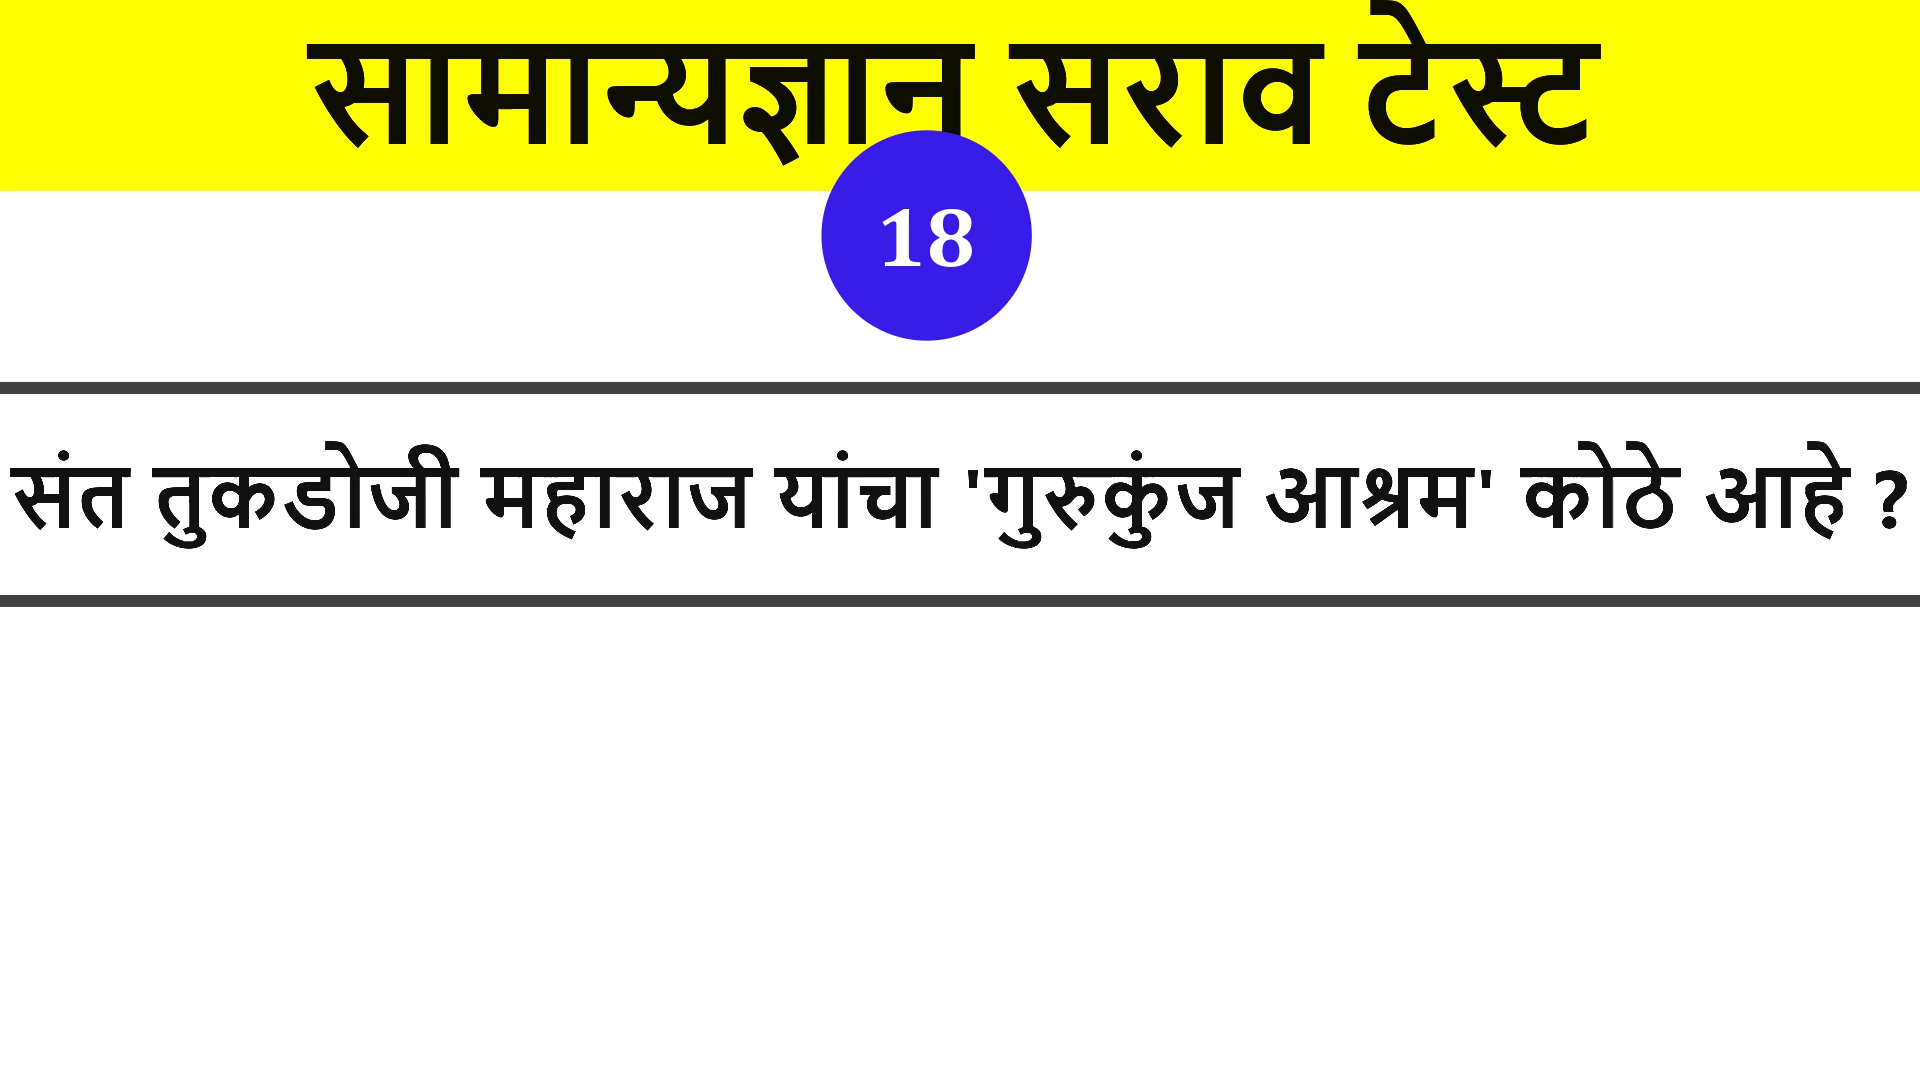 सामान्यज्ञान सराव टेस्ट
18
संत तुकडोजी महाराज यांचा 'गुरुकुंज आश्रम' कोठे आहे ?